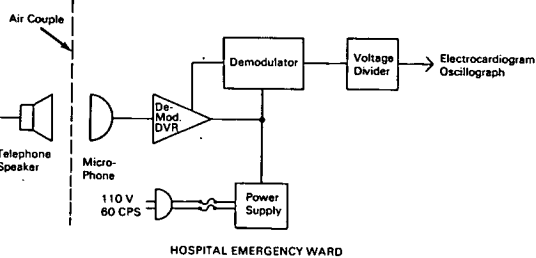 Air Couple
Demodulator
Voltage
Divider
Electrocardiogram
Oscillograph
De-
Mod.
DVR
Telephone
Speaker
Micro-
Phone
110 V
60 CPS
Power
Supply
HOSPITAL EMERGENCY WARD